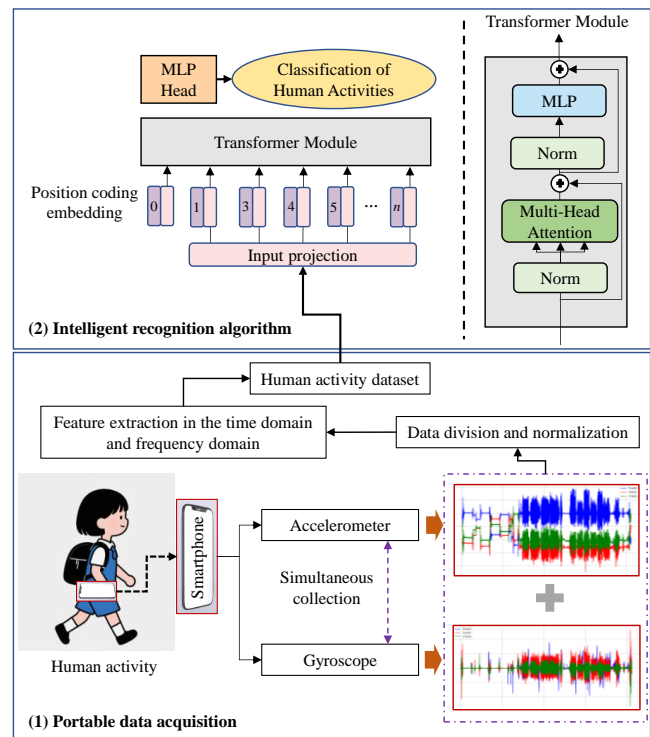 Transformer Module
MLP
Head
Classification of
Human Activities
Transformer Module
Position coding
embedding
0
1
3
4
5
...
n
Input projection
MLP
Norm
Multi-Head
Attention
Norm
(2) Intelligent recognition algorithm
Human activity dataset
Feature extraction in the time domain
and frequency domain
Data division and normalization
Smartphone
Accelerometer
Simultaneous
collection
Gyroscope
Human activity
(1) Portable data acquisition